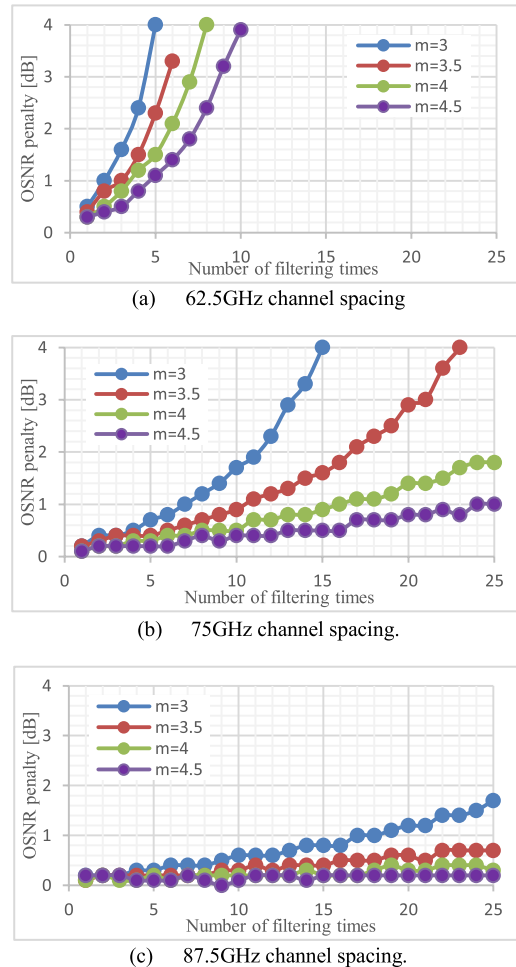 4
3
2
1
0
OSNR penalty [dB]
m=3
m=3.5
m=4
m=4.5
0 5 10 15 20 25
Number of filtering times
(a) 62.5GHz channel spacing
4
3
2
1
0
OSNR penalty [dB]
m=3
m=3.5
m=4
m=4.5
0 5 10 15 20 25
Number of filtering times
(b) 75GHz channel spacing.
4
3
2
1
0
OSNR penalty [dB]
m=3
m=3.5
m=4
m=4.5
0 5 10 15 20 25
Number of filtering times
(c) 87.5GHz channel spacing.